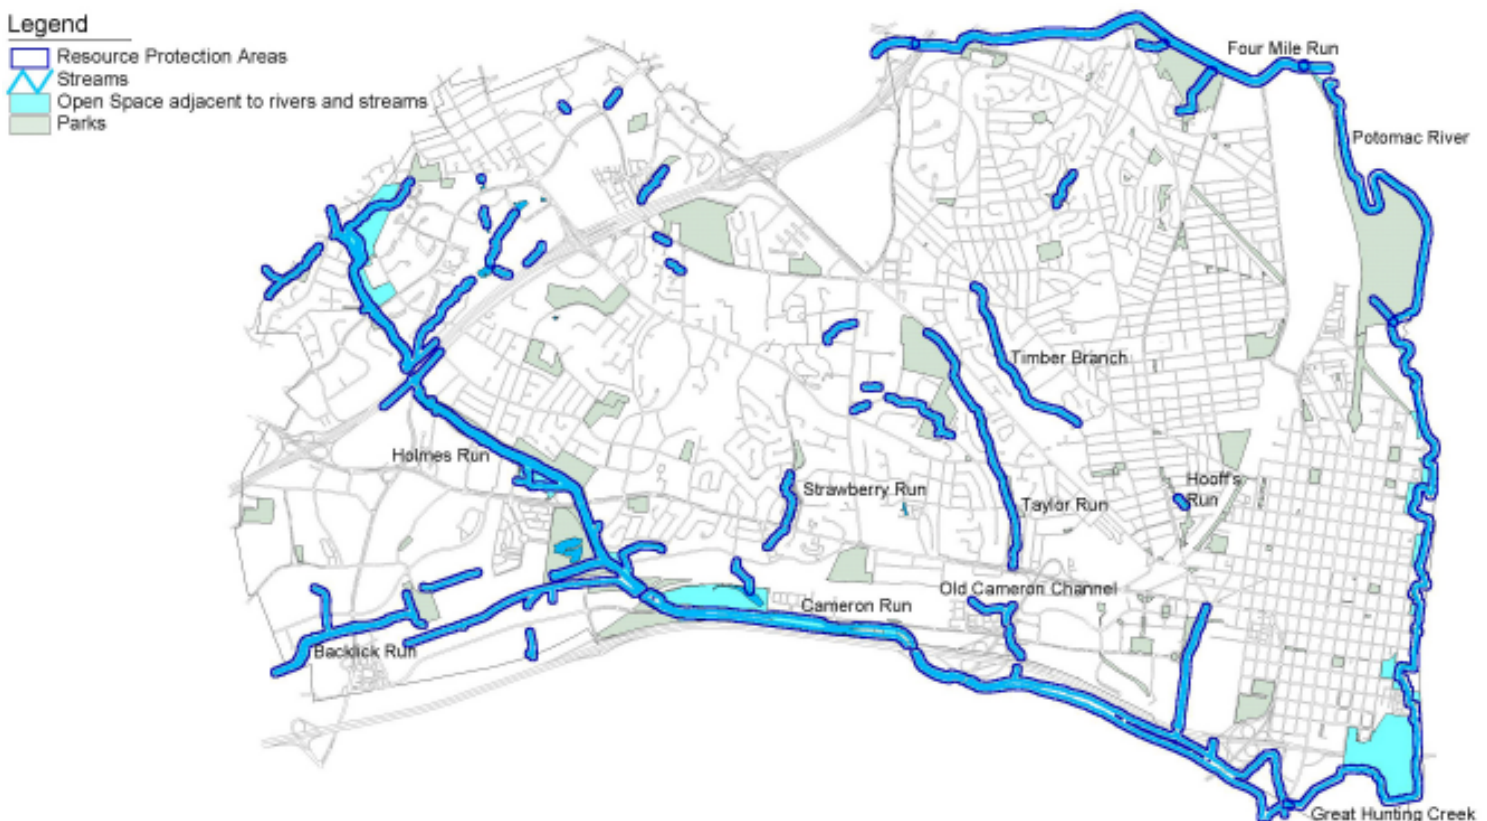 Legend
Resource Protection Areas
Streams
Open Space adjacent to rivers and streams
Parks
Four Mile Run
Potomac River
Timber Branch
Holmes Run
Strawberry Run
Hooff's
Run
Taylor Run
Old Cameron Channel
Cameron Run
Backlick Run
Great Hunting Creek